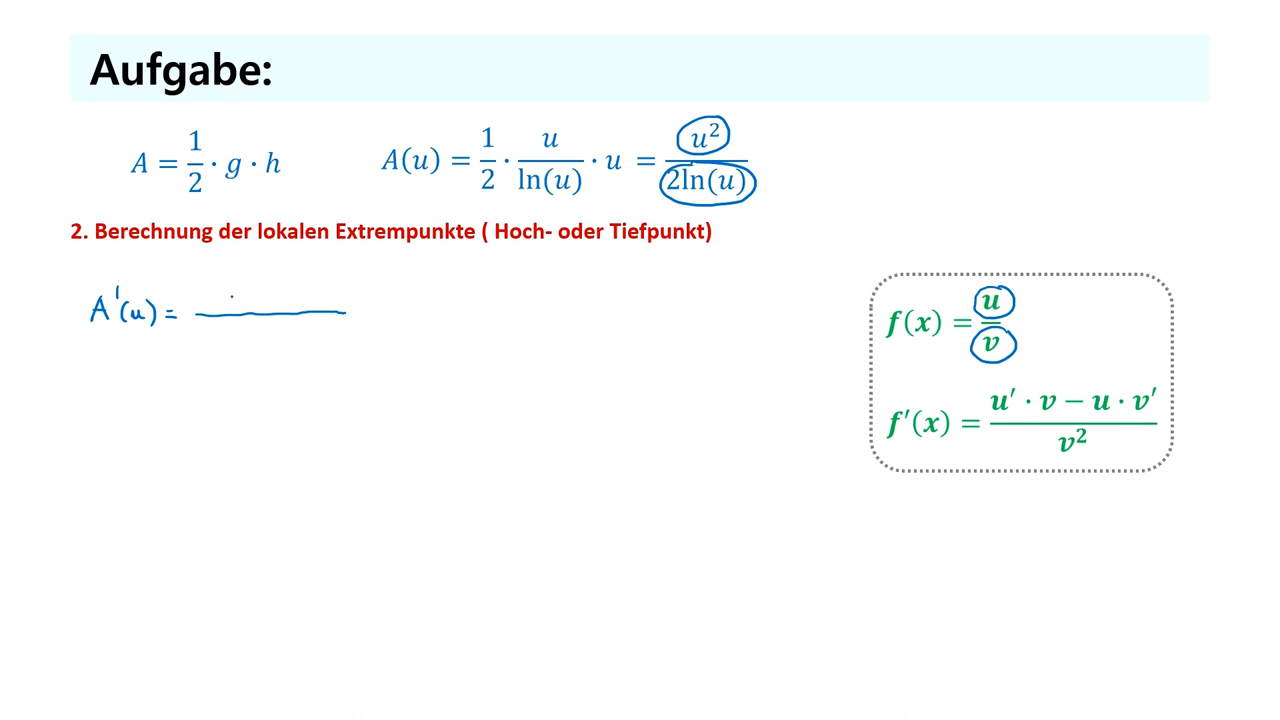 Aufgabe:
A = 1/2 · g · h
A(u) = 1/2 · u/ln(u) · u = u²/2ln(u)
2. Berechnung der lokalen Extrempunkte ( Hoch- oder Tiefpunkt)
A'(u) =
f(x) = u/v
f'(x) = (u' · v − u · v')/v²